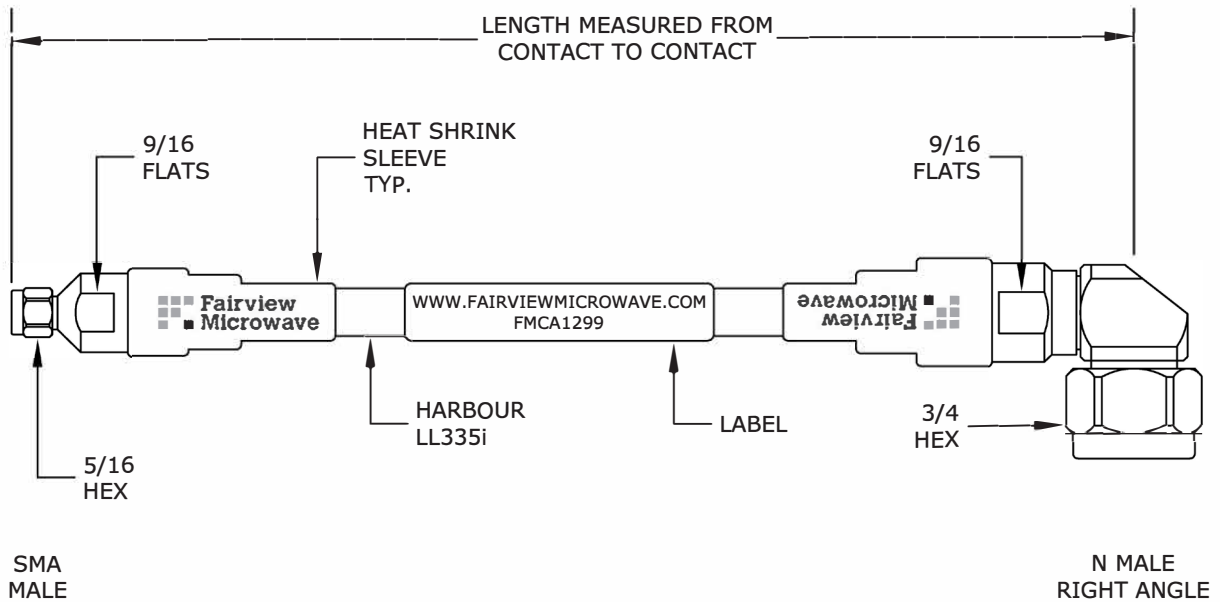 LENGTH MEASURED FROM
CONTACT TO CONTACT
9/16
FLATS
HEAT SHRINK
SLEEVE
TYP.
9/16
FLATS
Fairview
Microwave
WWW.FAIRVIEWMICROWAVE.COM
FMCA1299
Fairview
Microwave
HARBOUR
LL335i
LABEL
3/4
HEX
5/16
HEX
SMA
MALE
N MALE
RIGHT ANGLE